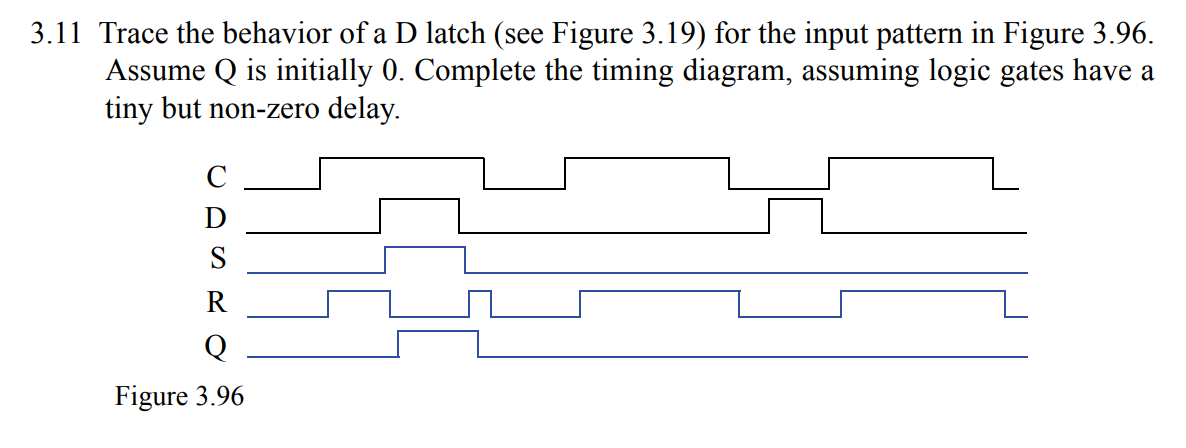 3.11 Trace the behavior of a D latch (see Figure 3.19) for the input pattern in Figure 3.96.
Assume Q is initially 0. Complete the timing diagram, assuming logic gates have a
tiny but non-zero delay.
C
D
S
R
Q
Figure 3.96